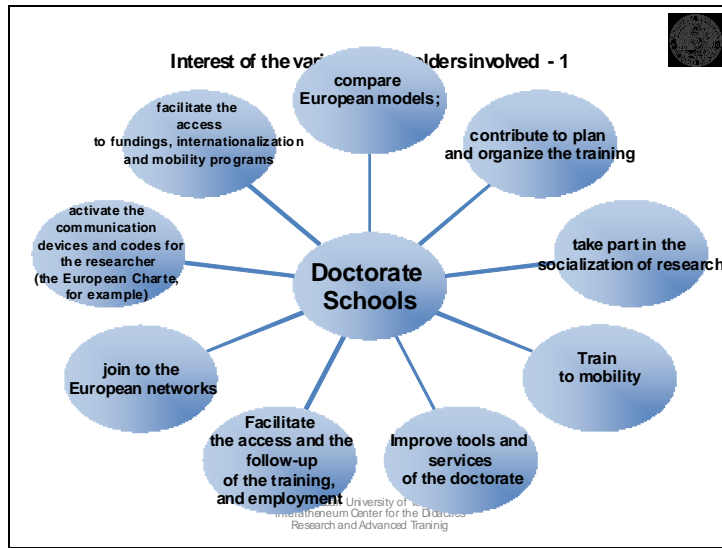 Interest of the vari olders involved - 1
compare
European models;
facilitate the
access
to fundings, internationalization
and mobility programs
contribute to plan
and organize the training
activate the
communication
devices and codes for
the researcher
(the European Charte,
for example)
Doctorate
Schools
take part in the
socialization of research
join to the
European networks
Train
to mobility
Facilitate
the access and the
follow-up
of the training,
and employment
Improve tools and
services
of the doctorate
University of
Interatheneum Center for the Didactics
Research and Advanced Traninig